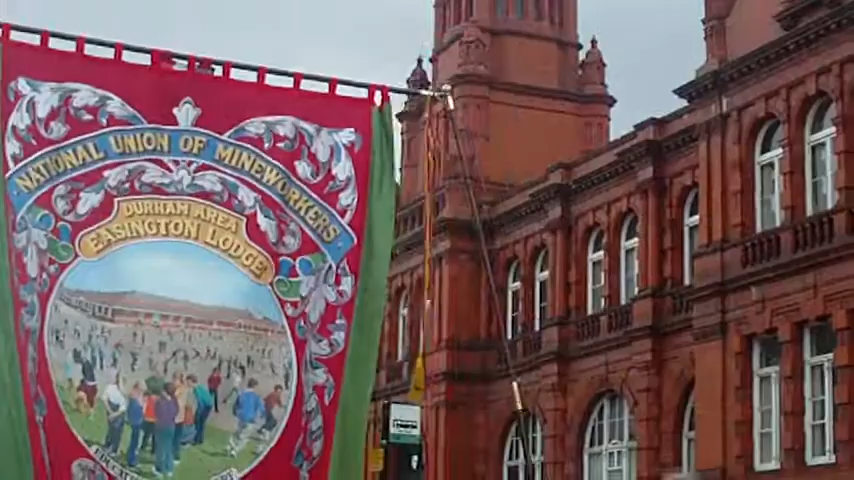 NATIONAL UNION OF MINEWORKERS
DURHAM AREA
EASINGTON LODGE